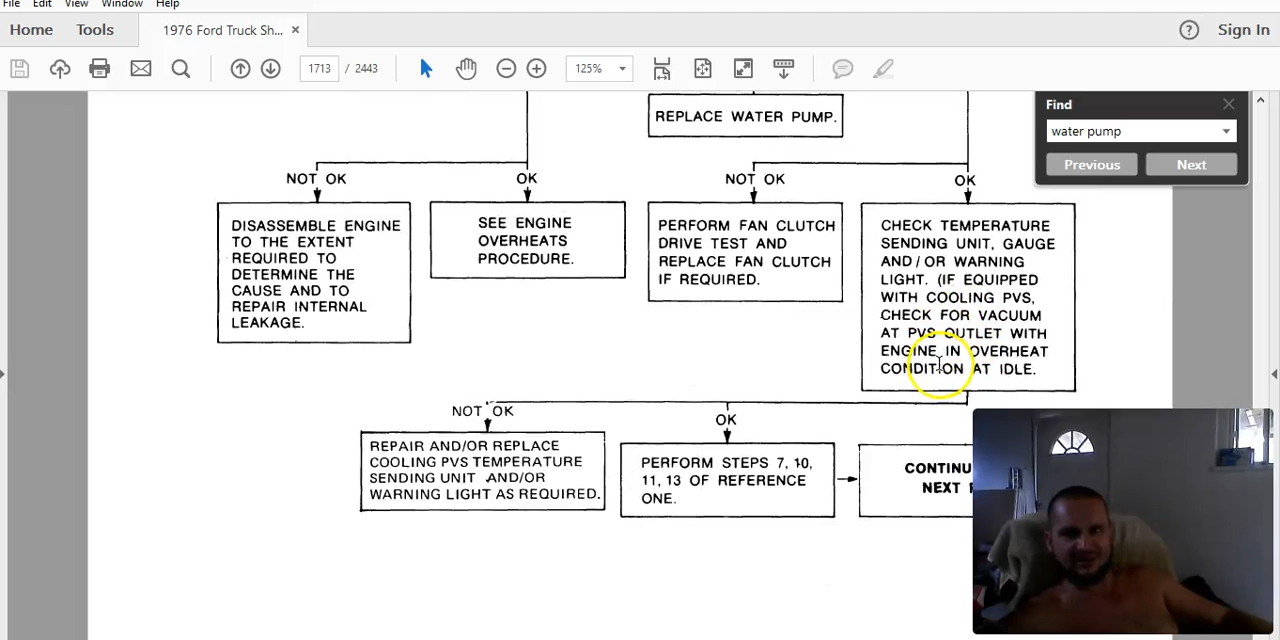 File Edit View Window Help
Home Tools 1976 Ford Truck Sh... × Sign In
1713 / 2443 125%
Find
water pump
Previous Next
REPLACE WATER PUMP.
NOT OK
OK
NOT OK
OK
DISASSEMBLE ENGINE
TO THE EXTENT
REQUIRED TO
DETERMINE THE
CAUSE AND TO
REPAIR INTERNAL
LEAKAGE.
SEE ENGINE
OVERHEATS
PROCEDURE.
PERFORM FAN CLUTCH
DRIVE TEST AND
REPLACE FAN CLUTCH
IF REQUIRED.
CHECK TEMPERATURE
SENDING UNIT, GAUGE
AND/OR WARNING
LIGHT. (IF EQUIPPED
WITH COOLING PVS,
CHECK FOR VACUUM
AT PVS OUTLET WITH
ENGINE IN OVERHEAT
CONDITION AT IDLE.
NOT OK
OK
REPAIR AND/OR REPLACE
COOLING PVS TEMPERATURE
SENDING UNIT AND/OR
WARNING LIGHT AS REQUIRED.
PERFORM STEPS 7, 10,
11, 13 OF REFERENCE
ONE.
CONTINU
NEXT